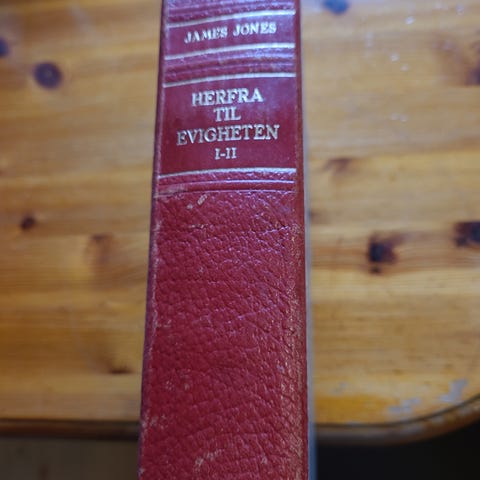 JAMES JONES
HERFRA
TIL
EVIGHETEN
I-II